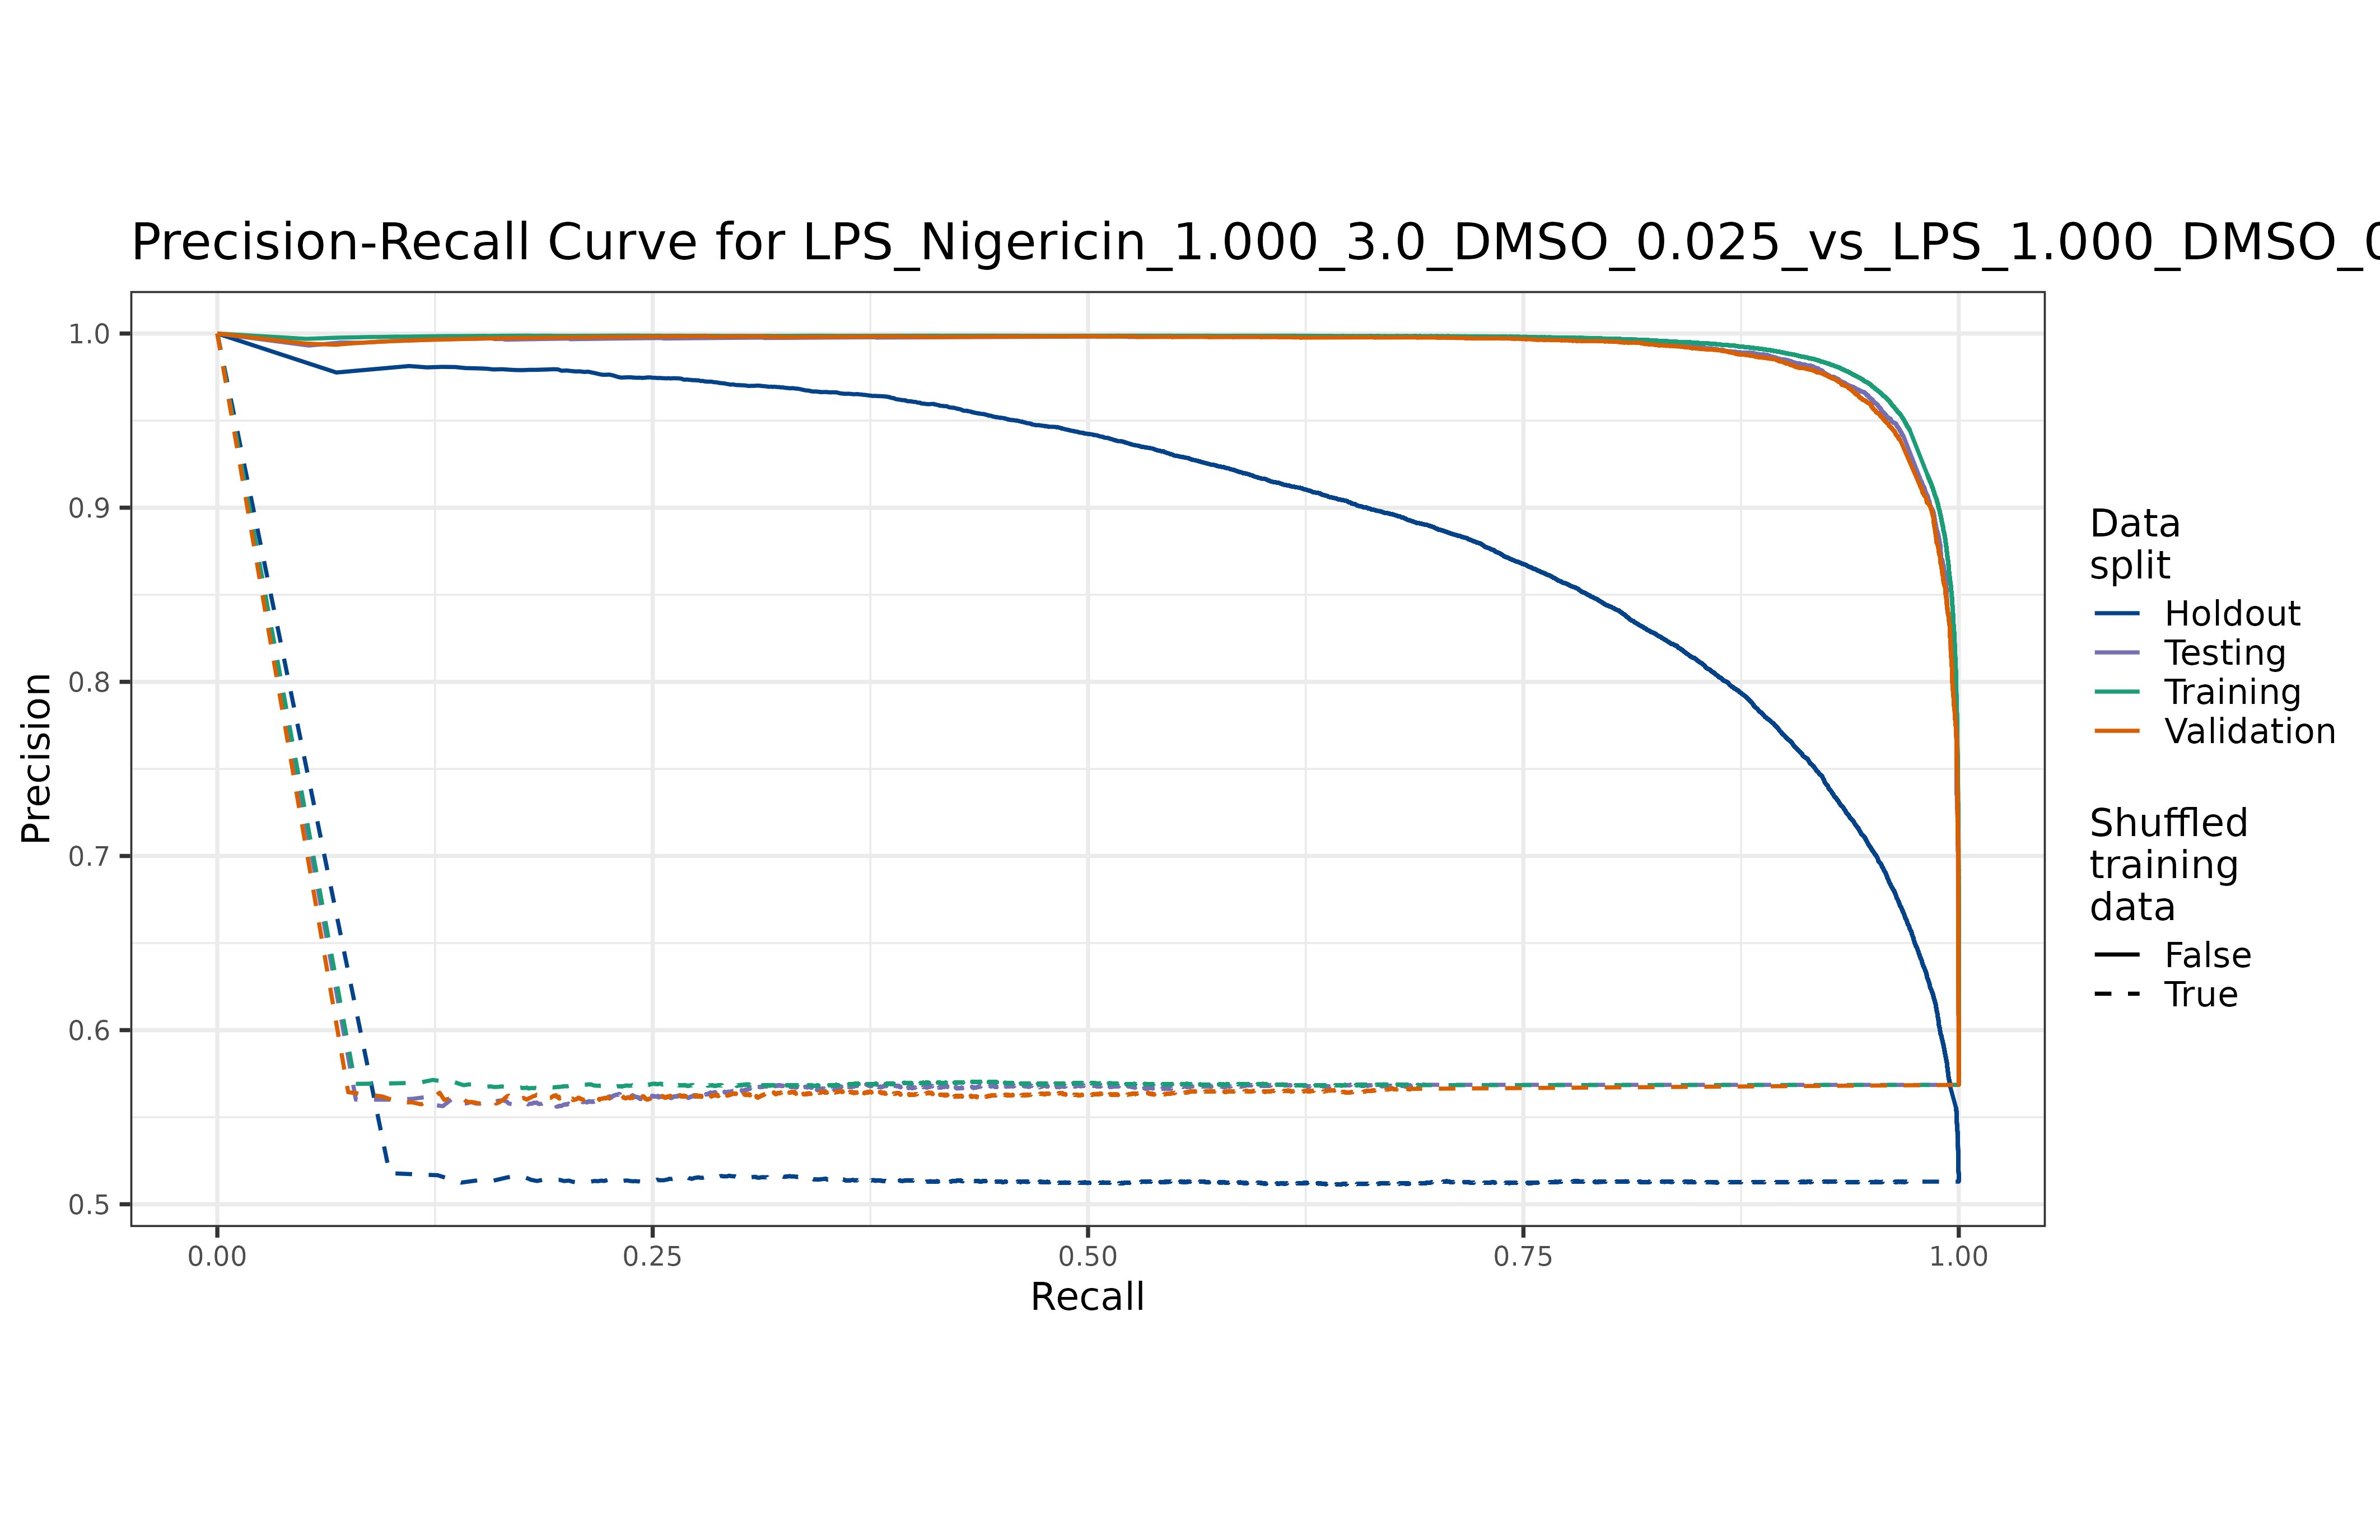 Precision-Recall Curve for LPS_Nigericin_1.000_3.0_DMSO_0.025_vs_LPS_1.000_DMSO_0
1.0
0.9
0.8
0.7
0.6
0.5
Precision
0.00
0.25
0.50
0.75
1.00
Recall
Data
split
Holdout
Testing
Training
Validation
Shuffled
training
data
False
True